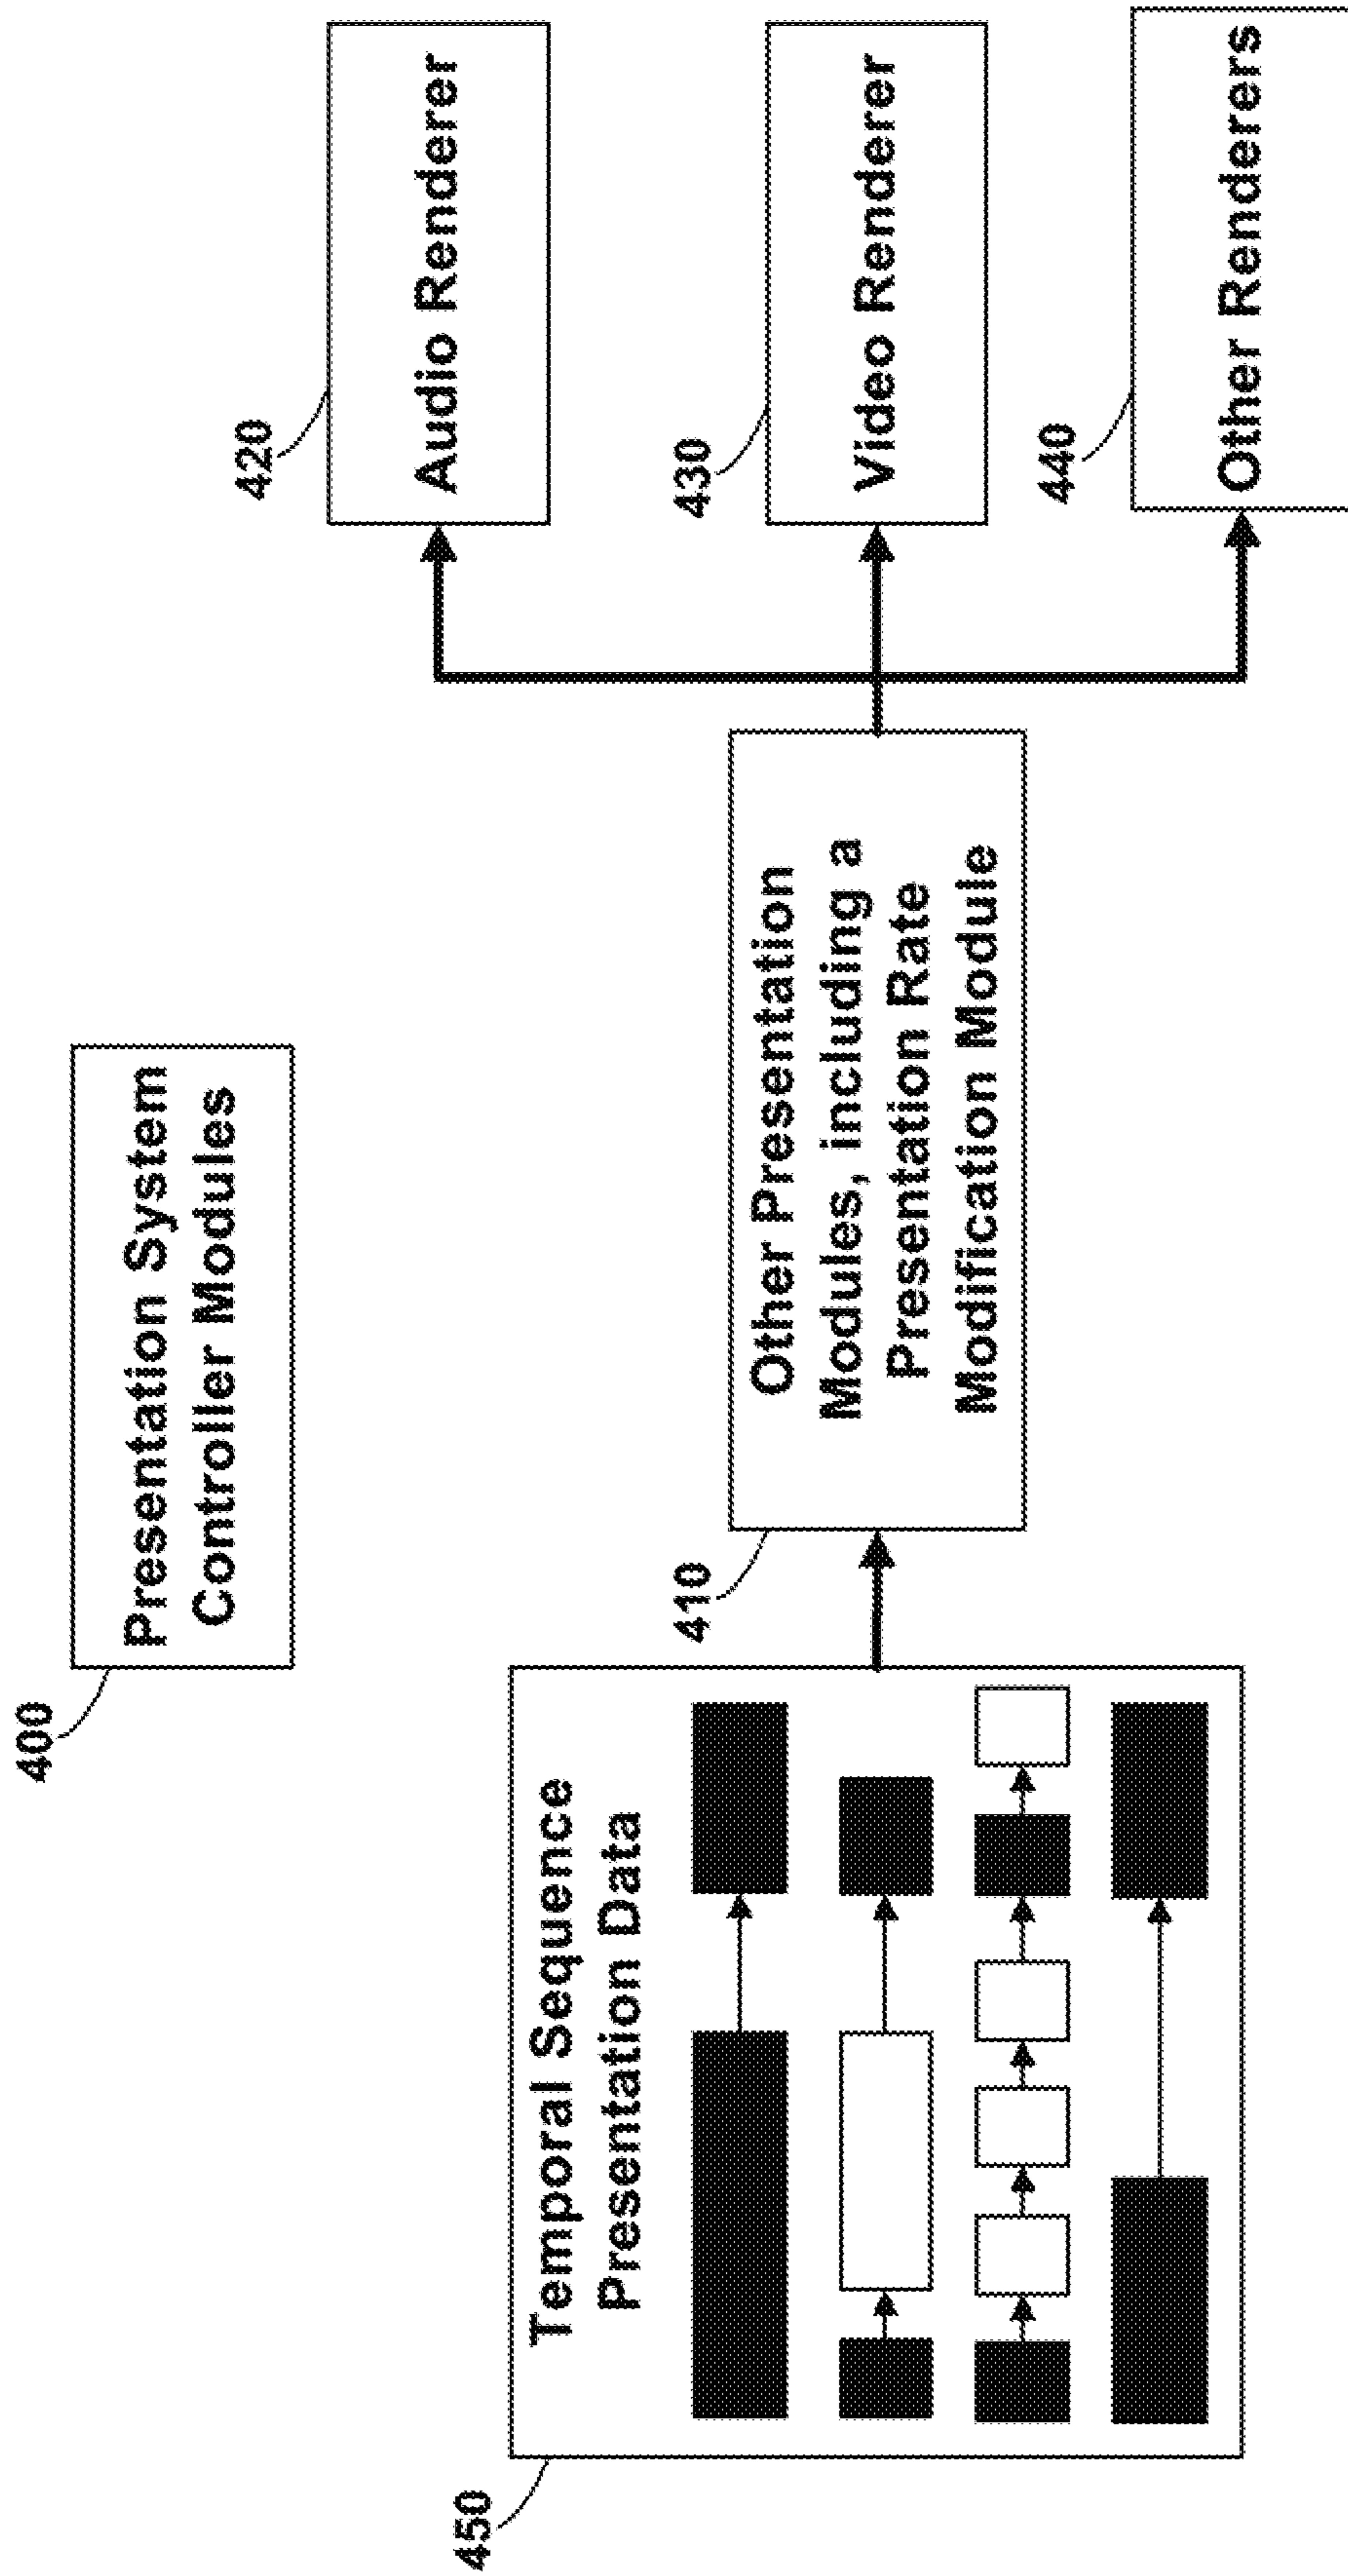 400
Presentation System
Controller Modules
450
Temporal Sequence
Presentation Data
410
Other Presentation
Modules, including a
Presentation Rate
Modification Module
420
Audio Renderer
430
Video Renderer
440
Other Renderers